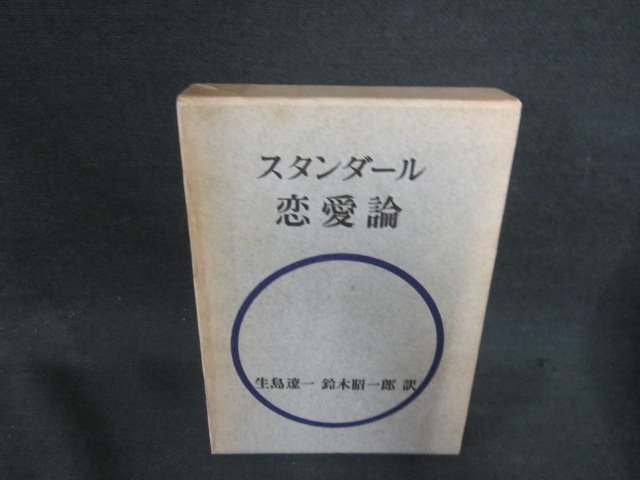 スタンダール
恋愛論
生島遼一 鈴木昭一郎 訳